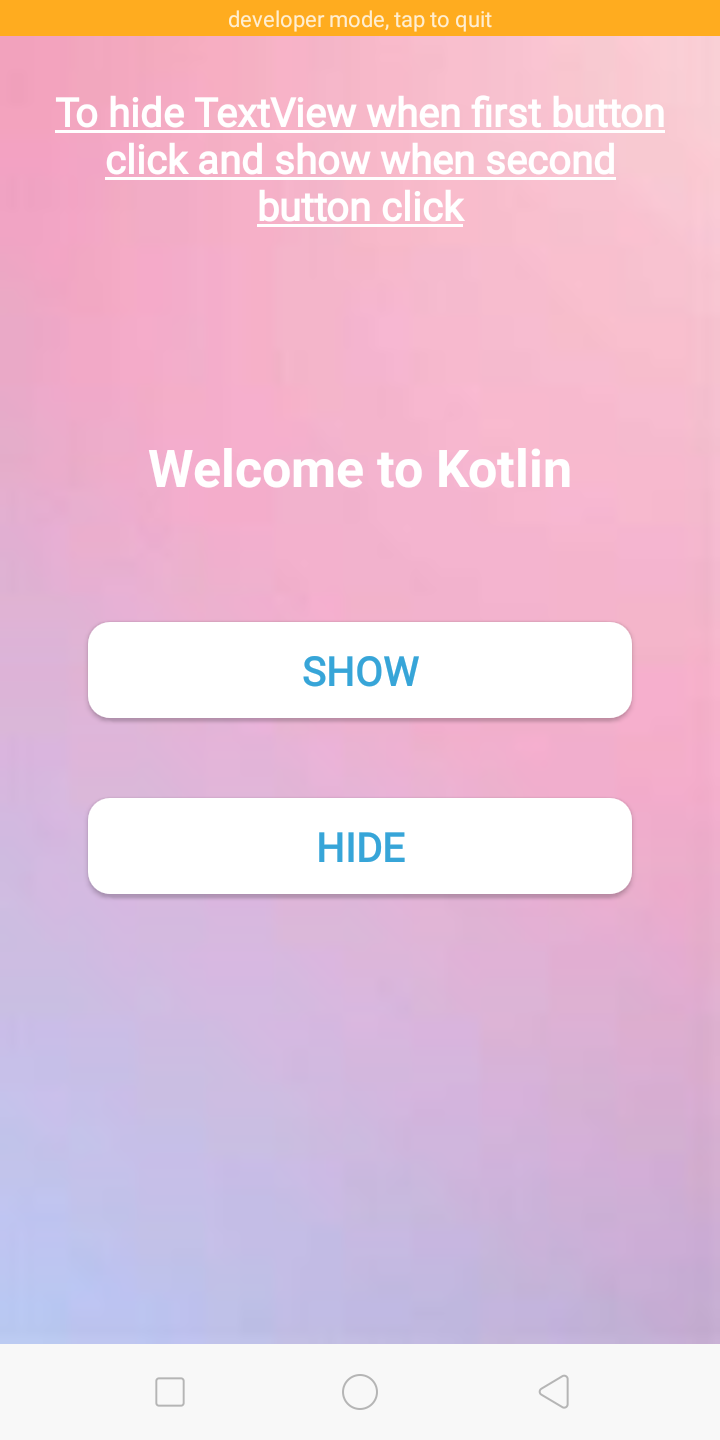 developer mode, tap to quit
To hide TextView when first button
click and show when second
button click
Welcome to Kotlin
SHOW
HIDE